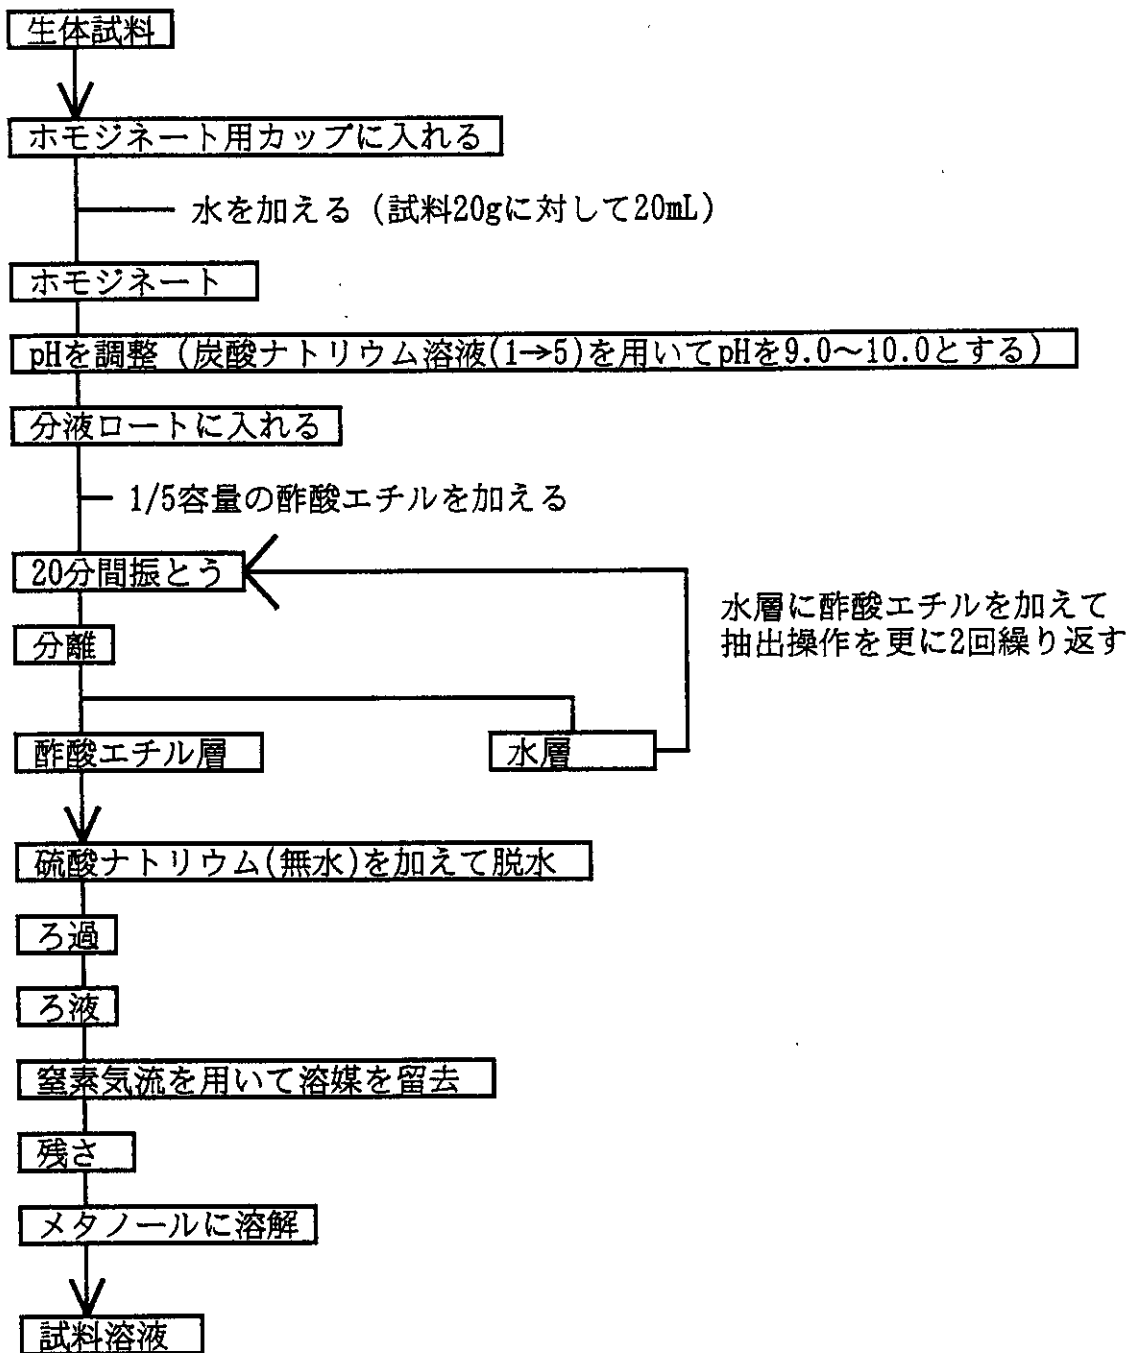 生体試料
ホモジネート用カップに入れる
水を加える（試料20gに対して20mL）
ホモジネート
pHを調整（炭酸ナトリウム溶液(1→5)を用いてpHを9.0～10.0とする）
分液ロートに入れる
1/5容量の酢酸エチルを加える
20分間振とう
水層に酢酸エチルを加えて
抽出操作を更に2回繰り返す
分離
酢酸エチル層
水層
硫酸ナトリウム(無水)を加えて脱水
ろ過
ろ液
窒素気流を用いて溶媒を留去
残さ
メタノールに溶解
試料溶液